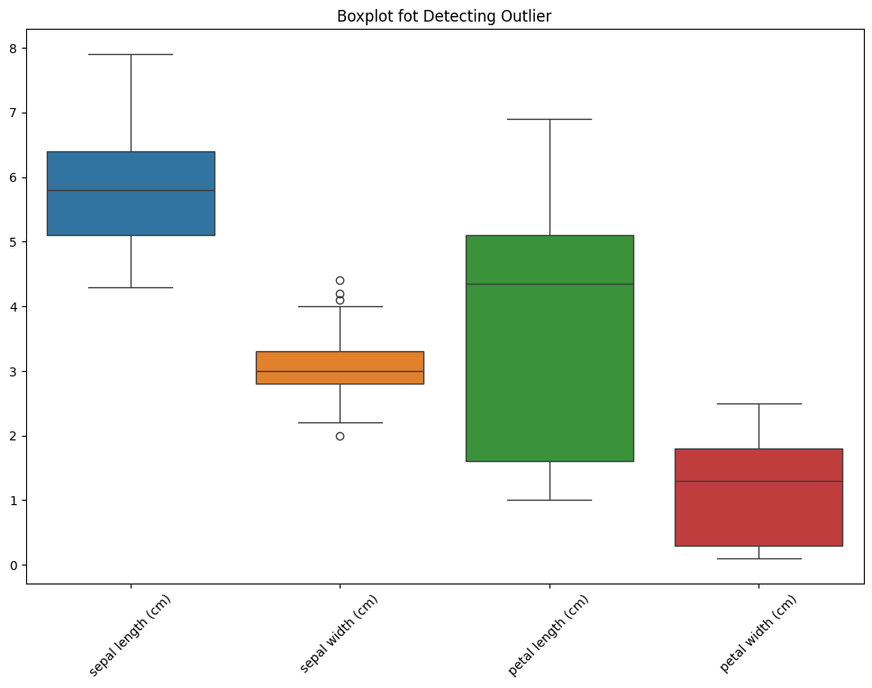 Boxplot fot Detecting Outlier
8
7
6
5
4
3
2
1
0
sepal length (cm)
sepal width (cm)
petal length (cm)
petal width (cm)